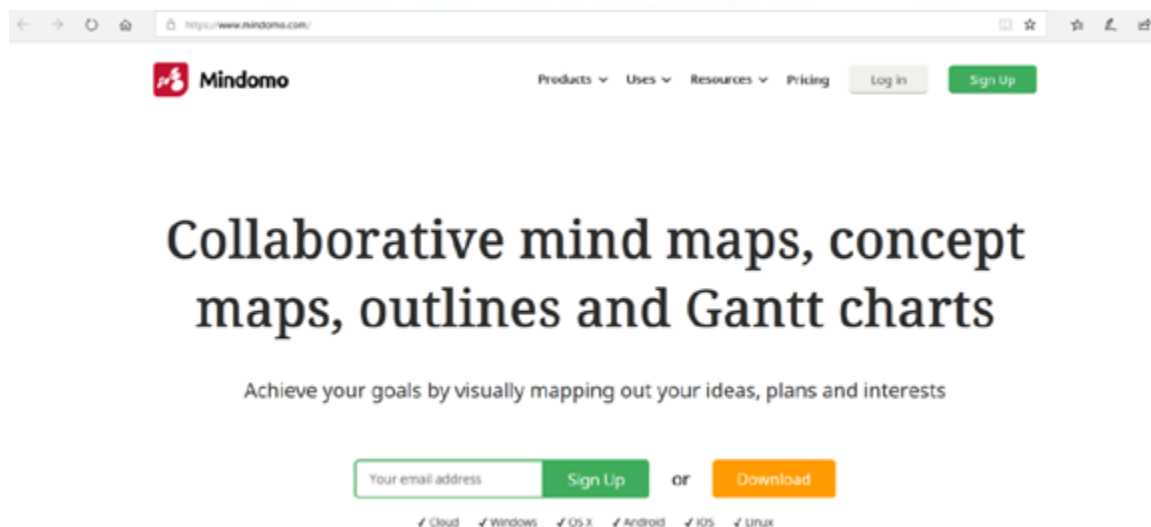 https://www.mindomo.com/
Mindomo Products Uses Resources Pricing Log in Sign Up
Collaborative mind maps, concept
maps, outlines and Gantt charts
Achieve your goals by visually mapping out your ideas, plans and interests
Your email address Sign Up or Download
✓ Cloud ✓ Windows ✓ OS X ✓ Android ✓ iOS ✓ Linux